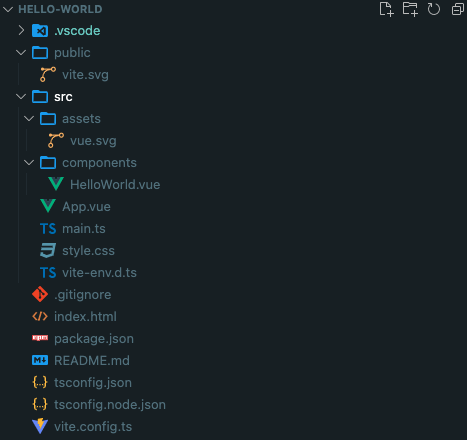 HELLO-WORLD
.vscode
public
vite.svg
src
assets
vue.svg
components
HelloWorld.vue
App.vue
TS main.ts
style.css
TS vite-env.d.ts
.gitignore
index.html
package.json
README.md
tsconfig.json
tsconfig.node.json
vite.config.ts